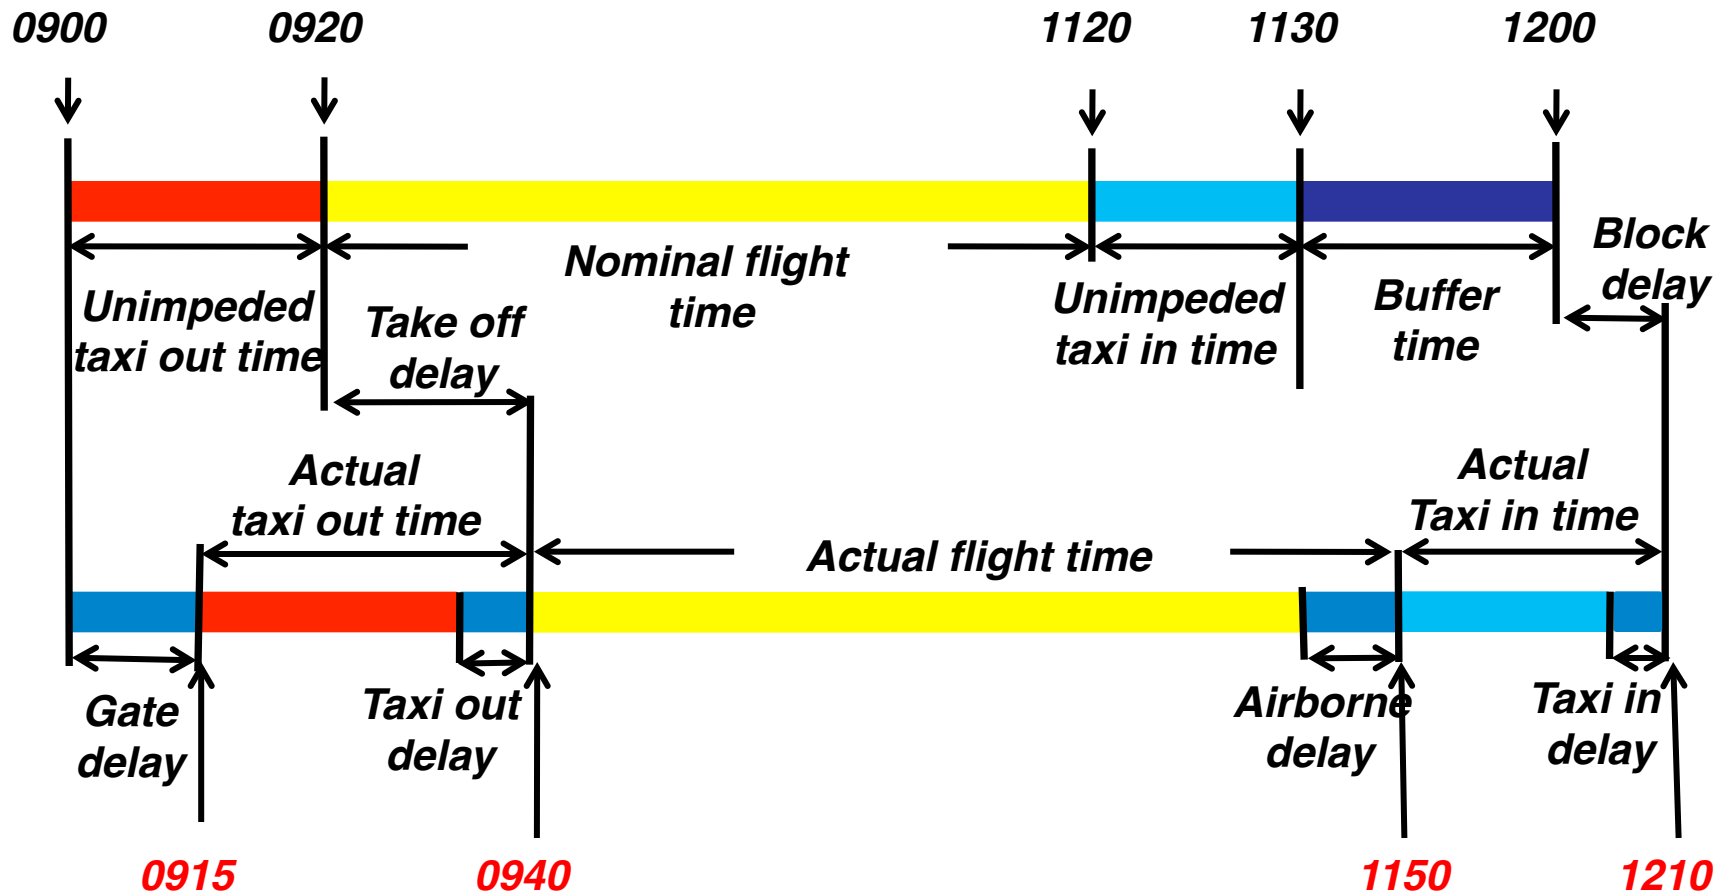 0900
0920
1120
1130
1200
Block
delay
Nominal flight
time
Unimpeded
taxi out time
Take off
delay
Unimpeded
taxi in time
Buffer
time
Actual
taxi out time
Actual
Taxi in time
Actual flight time
Gate
delay
Taxi out
delay
Airborne
delay
Taxi in
delay
0915
0940
1150
1210